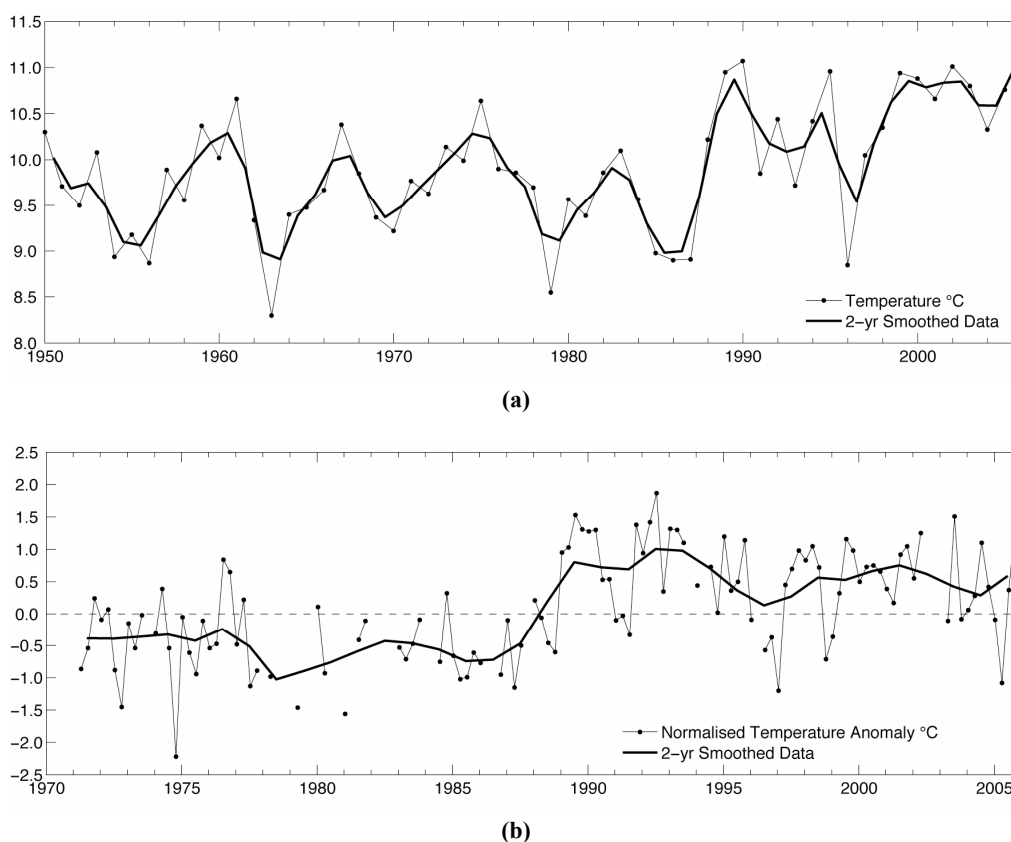 11.5
11.0
10.5
10.0
9.5
9.0
8.5
8.0
1950 1960 1970 1980 1990 2000
Temperature °C
2−yr Smoothed Data
(a)
2.5
2.0
1.5
1.0
0.5
0.0
−0.5
−1.0
−1.5
−2.0
−2.5
1970 1975 1980 1985 1990 1995 2000 2005
Normalised Temperature Anomaly °C
2−yr Smoothed Data
(b)